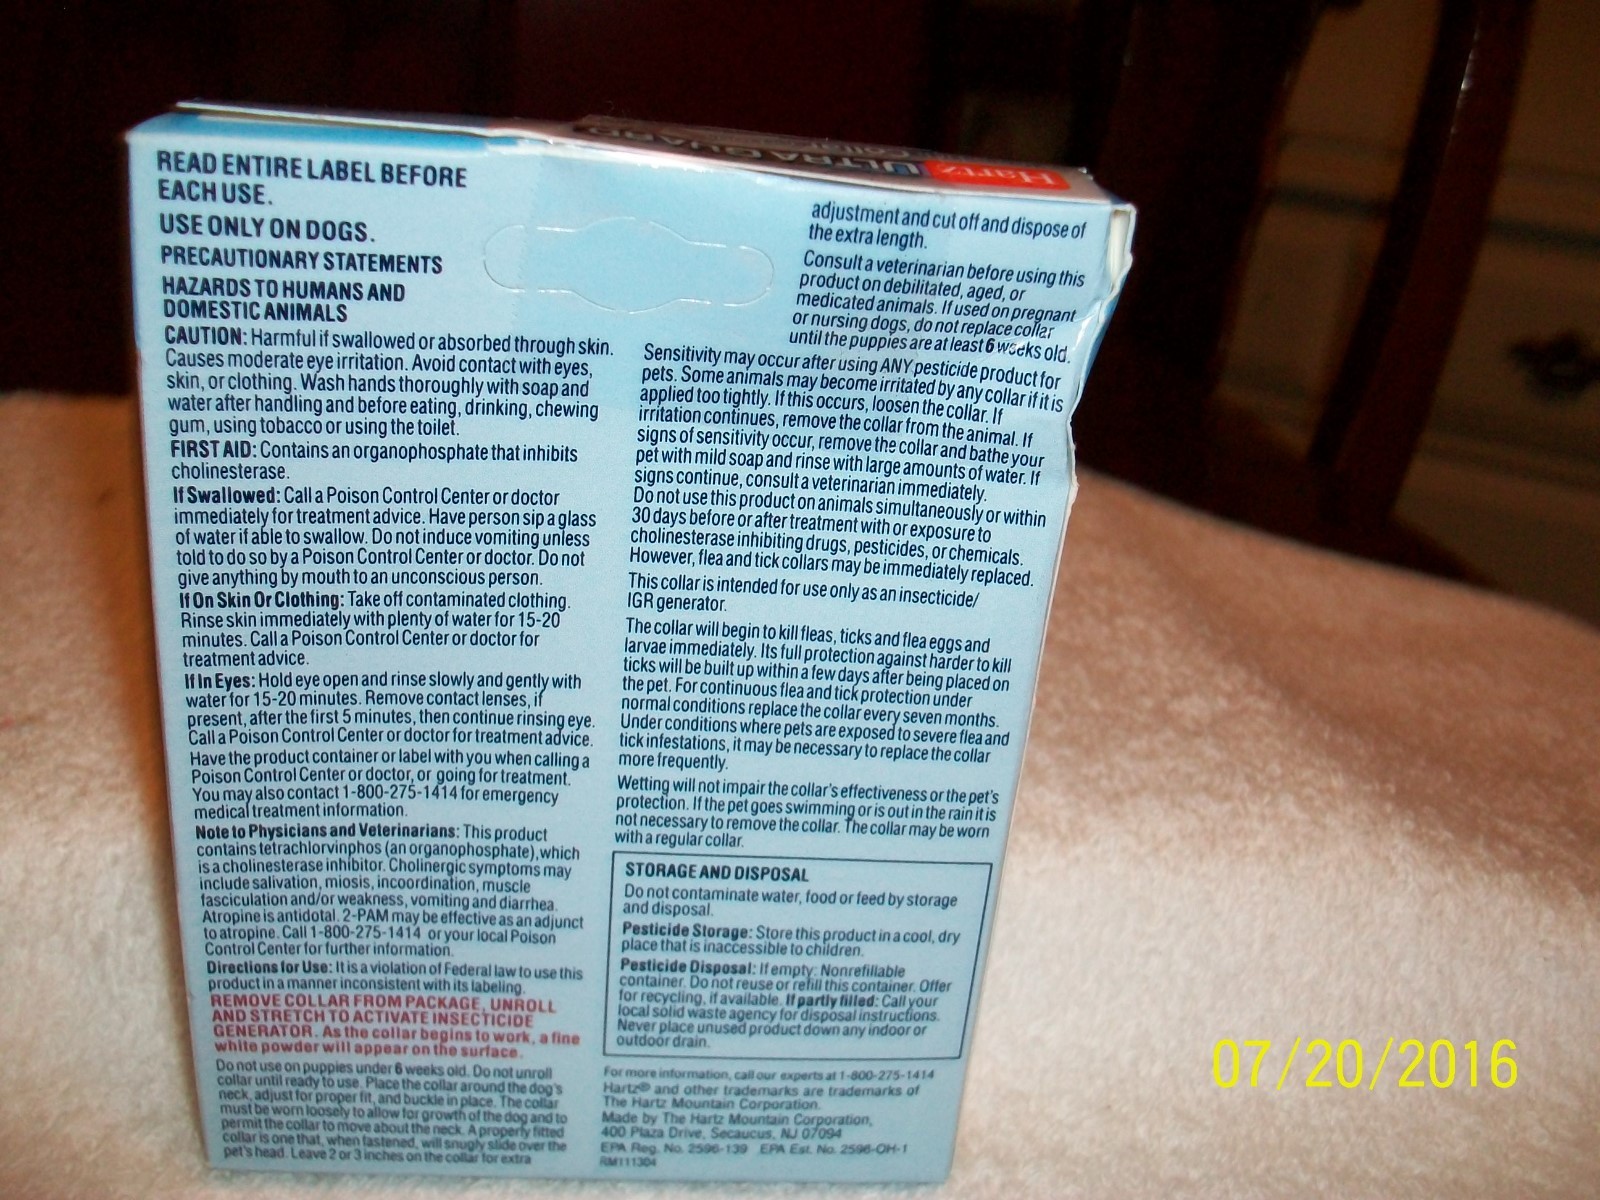 Hartz ULTRA GUARD
READ ENTIRE LABEL BEFORE
EACH USE.
USE ONLY ON DOGS.
PRECAUTIONARY STATEMENTS
HAZARDS TO HUMANS AND
DOMESTIC ANIMALS
CAUTION: Harmful if swallowed or absorbed through skin.
Causes moderate eye irritation. Avoid contact with eyes,
skin, or clothing. Wash hands thoroughly with soap and
water after handling and before eating, drinking, chewing
gum, using tobacco or using the toilet.
FIRST AID: Contains an organophosphate that inhibits
cholinesterase.
If Swallowed: Call a Poison Control Center or doctor
immediately for treatment advice. Have person sip a glass
of water if able to swallow. Do not induce vomiting unless
told to do so by a Poison Control Center or doctor. Do not
give anything by mouth to an unconscious person.
If On Skin Or Clothing: Take off contaminated clothing.
Rinse skin immediately with plenty of water for 15-20
minutes. Call a Poison Control Center or doctor for
treatment advice.
If In Eyes: Hold eye open and rinse slowly and gently with
water for 15-20 minutes. Remove contact lenses, if
present, after the first 5 minutes, then continue rinsing eye.
Call a Poison Control Center or doctor for treatment advice.
Have the product container or label with you when calling a
Poison Control Center or doctor, or going for treatment.
You may also contact 1-800-275-1414 for emergency
medical treatment information.
Note to Physicians and Veterinarians: This product
contains tetrachlorvinphos (an organophosphate), which
is a cholinesterase inhibitor. Cholinergic symptoms may
include salivation, miosis, incoordination, muscle
fasciculation and/or weakness, vomiting and diarrhea.
Atropine is antidotal. 2-PAM may be effective as an adjunct
to atropine. Call 1-800-275-1414 or your local Poison
Control Center for further information.
Directions for Use: It is a violation of Federal law to use this
product in a manner inconsistent with its labeling.
REMOVE COLLAR FROM PACKAGE, UNROLL
AND STRETCH TO ACTIVATE INSECTICIDE
GENERATOR. As the collar begins to work, a fine
white powder will appear on the surface.
Do not use on puppies under 6 weeks old. Do not unroll
collar until ready to use. Place the collar around the dog's
neck, adjust for proper fit, and buckle in place. The collar
must be worn loosely to allow for growth of the dog and to
permit the collar to move about the neck. A properly fitted
collar is one that, when fastened, will snugly slide over the
pet's head. Leave 2 or 3 inches on the collar for extra
adjustment and cut off and dispose of
the extra length.
Consult a veterinarian before using this
product on debilitated, aged, or
medicated animals. If used on pregnant
or nursing dogs, do not replace collar
until the puppies are at least 6 weeks old.
Sensitivity may occur after using ANY pesticide product for
pets. Some animals may become irritated by any collar if it is
applied too tightly. If this occurs, loosen the collar. If
irritation continues, remove the collar from the animal. If
signs of sensitivity occur, remove the collar and bathe your
pet with mild soap and rinse with large amounts of water. If
signs continue, consult a veterinarian immediately.
Do not use this product on animals simultaneously or within
30 days before or after treatment with or exposure to
cholinesterase inhibiting drugs, pesticides, or chemicals.
However, flea and tick collars may be immediately replaced.
This collar is intended for use only as an insecticide/
IGR generator.
The collar will begin to kill fleas, ticks and flea eggs and
larvae immediately. Its full protection against harder to kill
ticks will be built up within a few days after being placed on
the pet. For continuous flea and tick protection under
normal conditions replace the collar every seven months.
Under conditions where pets are exposed to severe flea and
tick infestations, it may be necessary to replace the collar
more frequently.
Wetting will not impair the collar's effectiveness or the pet's
protection. If the pet goes swimming or is out in the rain it is
not necessary to remove the collar. The collar may be worn
with a regular collar.
STORAGE AND DISPOSAL
Do not contaminate water, food or feed by storage
and disposal.
Pesticide Storage: Store this product in a cool, dry
place that is inaccessible to children.
Pesticide Disposal: If empty: Nonrefillable
container. Do not reuse or refill this container. Offer
for recycling, if available. If partly filled: Call your
local solid waste agency for disposal instructions.
Never place unused product down any indoor or
outdoor drain.
For more information, call our experts at 1-800-275-1414
Hartz® and other trademarks are trademarks of
The Hartz Mountain Corporation.
Made by The Hartz Mountain Corporation,
400 Plaza Drive, Secaucus, NJ 07094
EPA Reg. No. 2596-139 EPA Est. No. 2596-OH-1
RM111304
07/20/2016